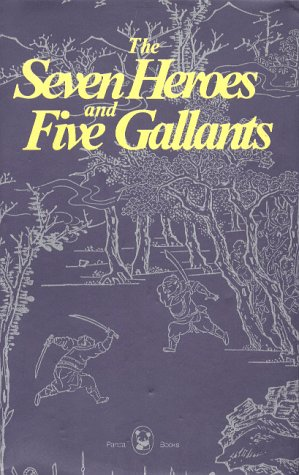 The
Seven Heroes
and
Five Gallants
Panda Books